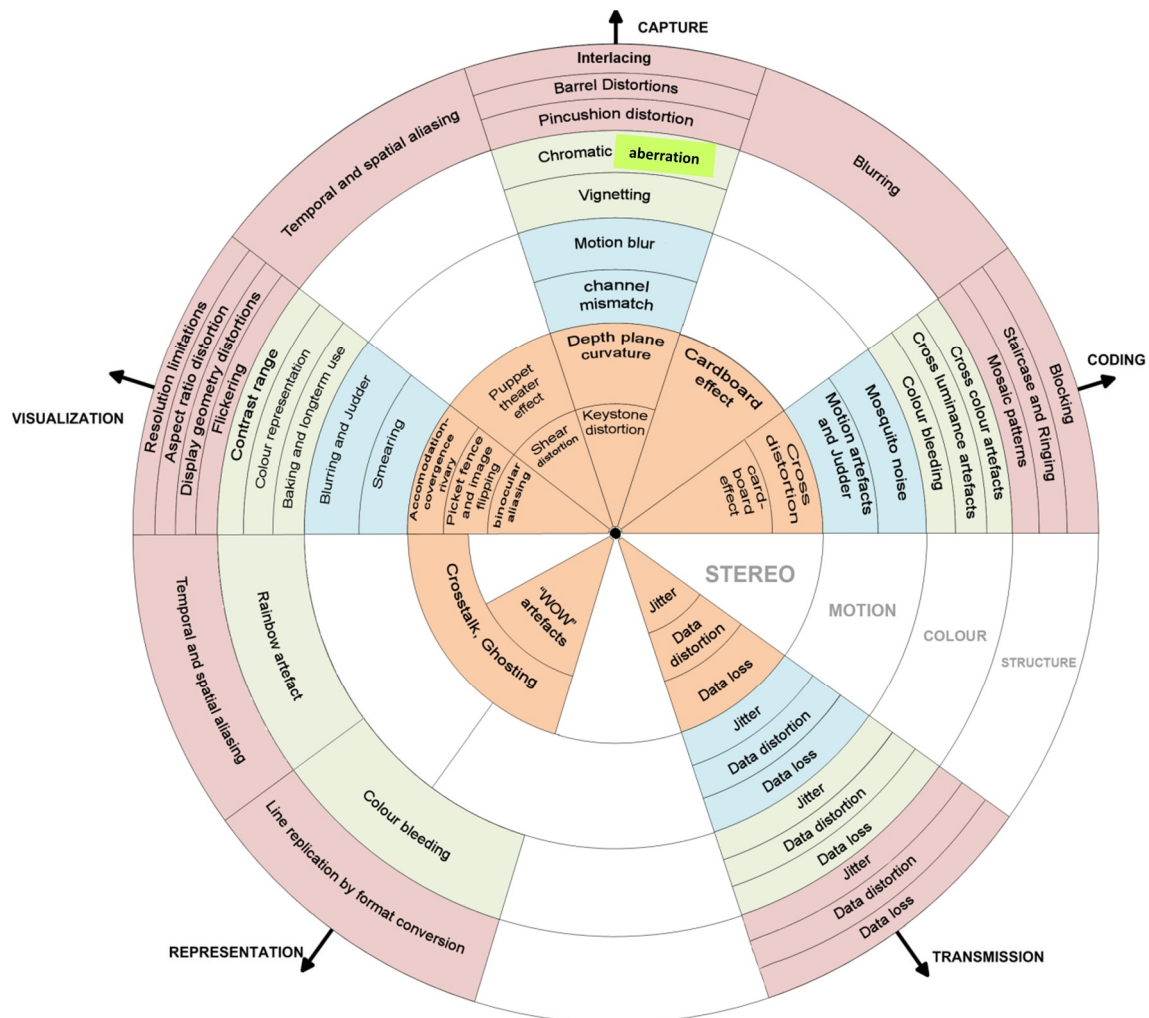 CAPTURE
Interlacing
Barrel Distortions
Pincushion distortion
Chromatic aberration
Vignetting
Motion blur
channel
mismatch
Depth plane
curvature
Keystone
distortion
Blurring
Cardboard
effect
CODING
Blocking
Staircase and Ringing
Mosaic patterns
Cross colour artefacts
Cross luminance artefacts
Colour bleeding
Mosquito noise
Motion artefacts
and Judder
Cross
distortion
card-
board
effect
STEREO
MOTION
COLOUR
STRUCTURE
TRANSMISSION
Jitter
Data
distortion
Data loss
Jitter
Data distortion
Data loss
Jitter
Data distortion
Data loss
Jitter
Data distortion
Data loss
REPRESENTATION
"WOW"
artefacts
Crosstalk, Ghosting
Colour bleeding
Line replication by format conversion
Rainbow artefact
Temporal and spatial aliasing
VISUALIZATION
Resolution limitations
Aspect ratio distortion
Display geometry distortions
Flickering
Contrast range
Colour representation
Baking and longterm use
Blurring and Judder
Smearing
Accomodation-
covergence
rivary
Picket fence
and image
flipping
binocular
aliasing
Temporal and spatial aliasing
Puppet
theater
effect
Shear
distortion